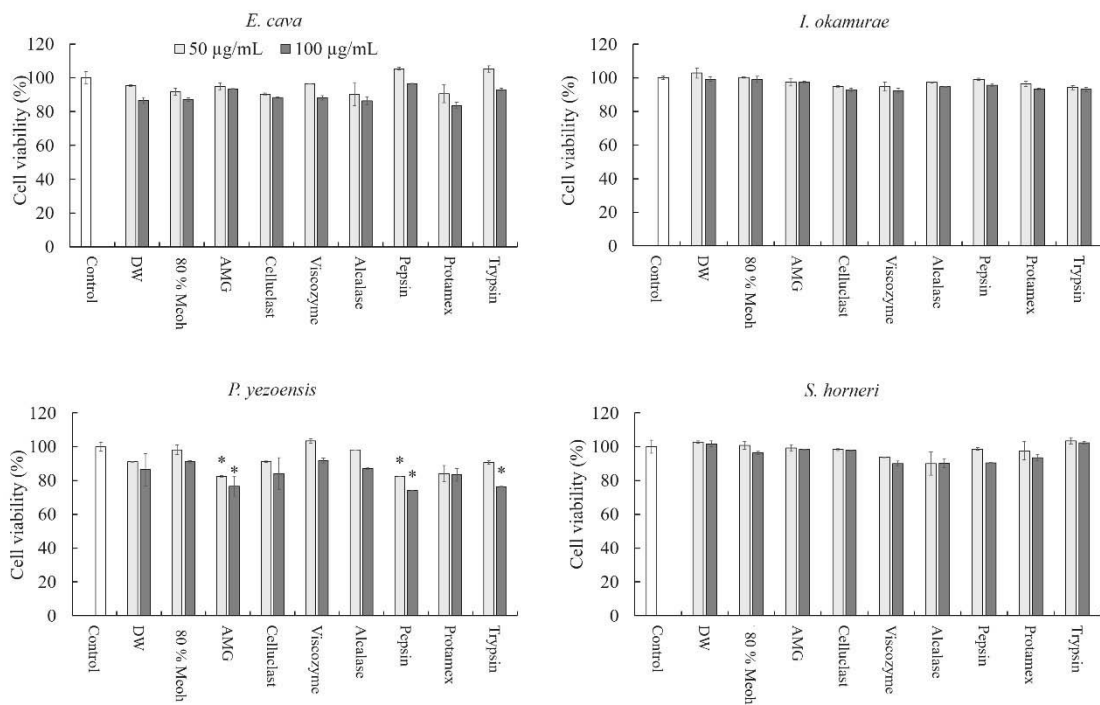 E. cava
50 µg/mL 100 µg/mL
Cell viability (%)
120
100
80
60
40
20
0
Control
DW
80 % Meoh
AMG
Celluclast
Viscozyme
Alcalase
Pepsin
Protamex
Trypsin
I. okamurae
Cell viability (%)
120
100
80
60
40
20
0
Control
DW
80 % Meoh
AMG
Celluclast
Viscozyme
Alcalase
Pepsin
Protamex
Trypsin
P. yezoensis
Cell viability (%)
120
100
80
60
40
20
0
* * * * *
Control
DW
80 % Meoh
AMG
Celluclast
Viscozyme
Alcalase
Pepsin
Protamex
Trypsin
S. horneri
Cell viability (%)
120
100
80
60
40
20
0
Control
DW
80 % Meoh
AMG
Celluclast
Viscozyme
Alcalase
Pepsin
Protamex
Trypsin